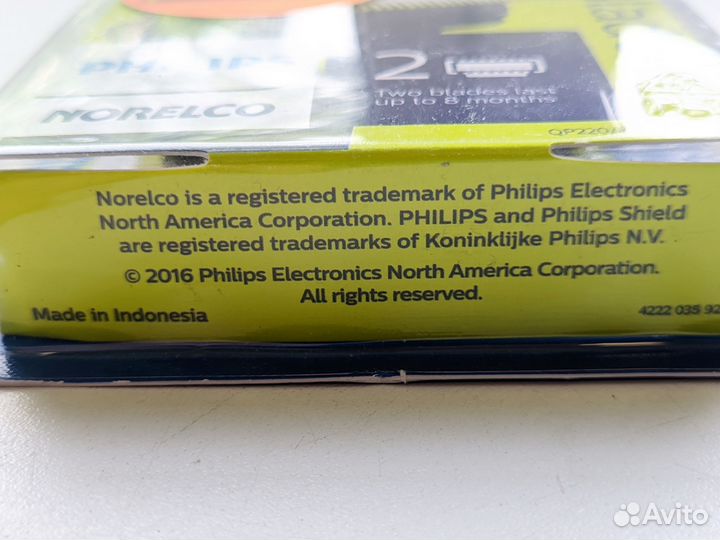 PHILIPS
NORELCO
2
Two blades last
up to 8 months
Norelco is a registered trademark of Philips Electronics
North America Corporation. PHILIPS and Philips Shield
are registered trademarks of Koninklijke Philips N.V.
© 2016 Philips Electronics North America Corporation.
All rights reserved.
Made in Indonesia
4222 035 92
Avito